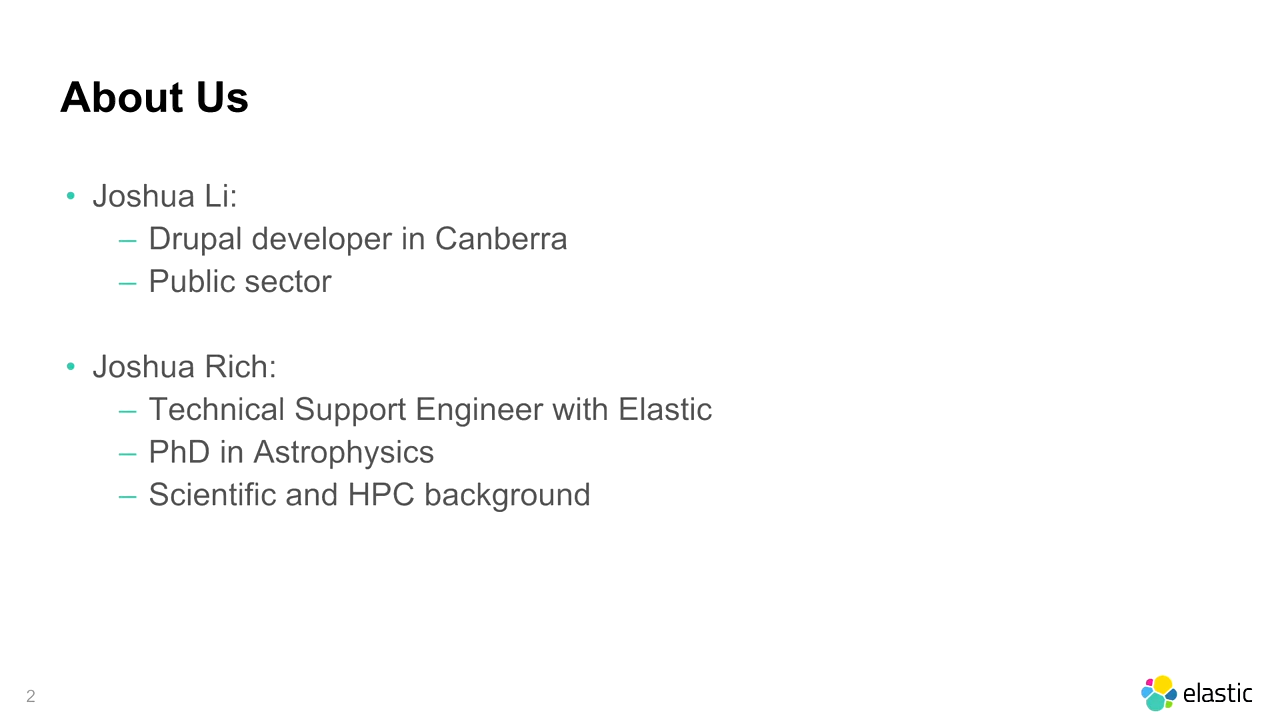 About Us
• Joshua Li:
– Drupal developer in Canberra
– Public sector
• Joshua Rich:
– Technical Support Engineer with Elastic
– PhD in Astrophysics
– Scientific and HPC background
2
elastic